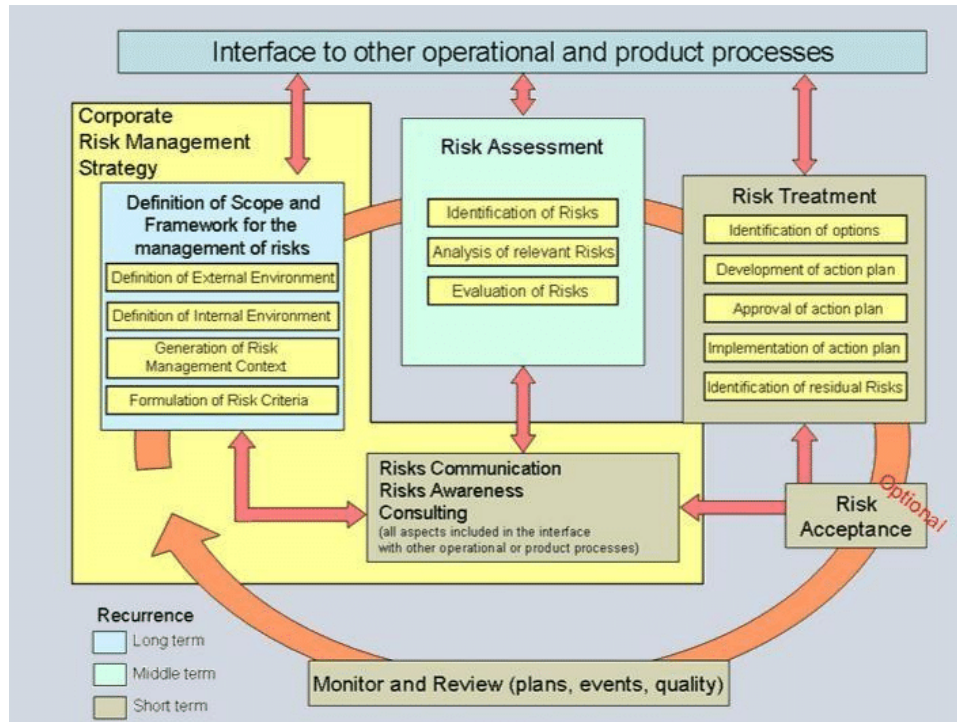 Interface to other operational and product processes
Corporate
Risk Management
Strategy
Definition of Scope and
Framework for the
management of risks
Definition of External Environment
Definition of Internal Environment
Generation of Risk
Management Context
Formulation of Risk Criteria
Risk Assessment
Identification of Risks
Analysis of relevant Risks
Evaluation of Risks
Risk Treatment
Identification of options
Development of action plan
Approval of action plan
Implementation of action plan
Identification of residual Risks
Risks Communication
Risks Awareness
Consulting
(all aspects included in the interface
with other operational or product processes)
Optional
Risk
Acceptance
Recurrence
Long term
Middle term
Short term
Monitor and Review (plans, events, quality)